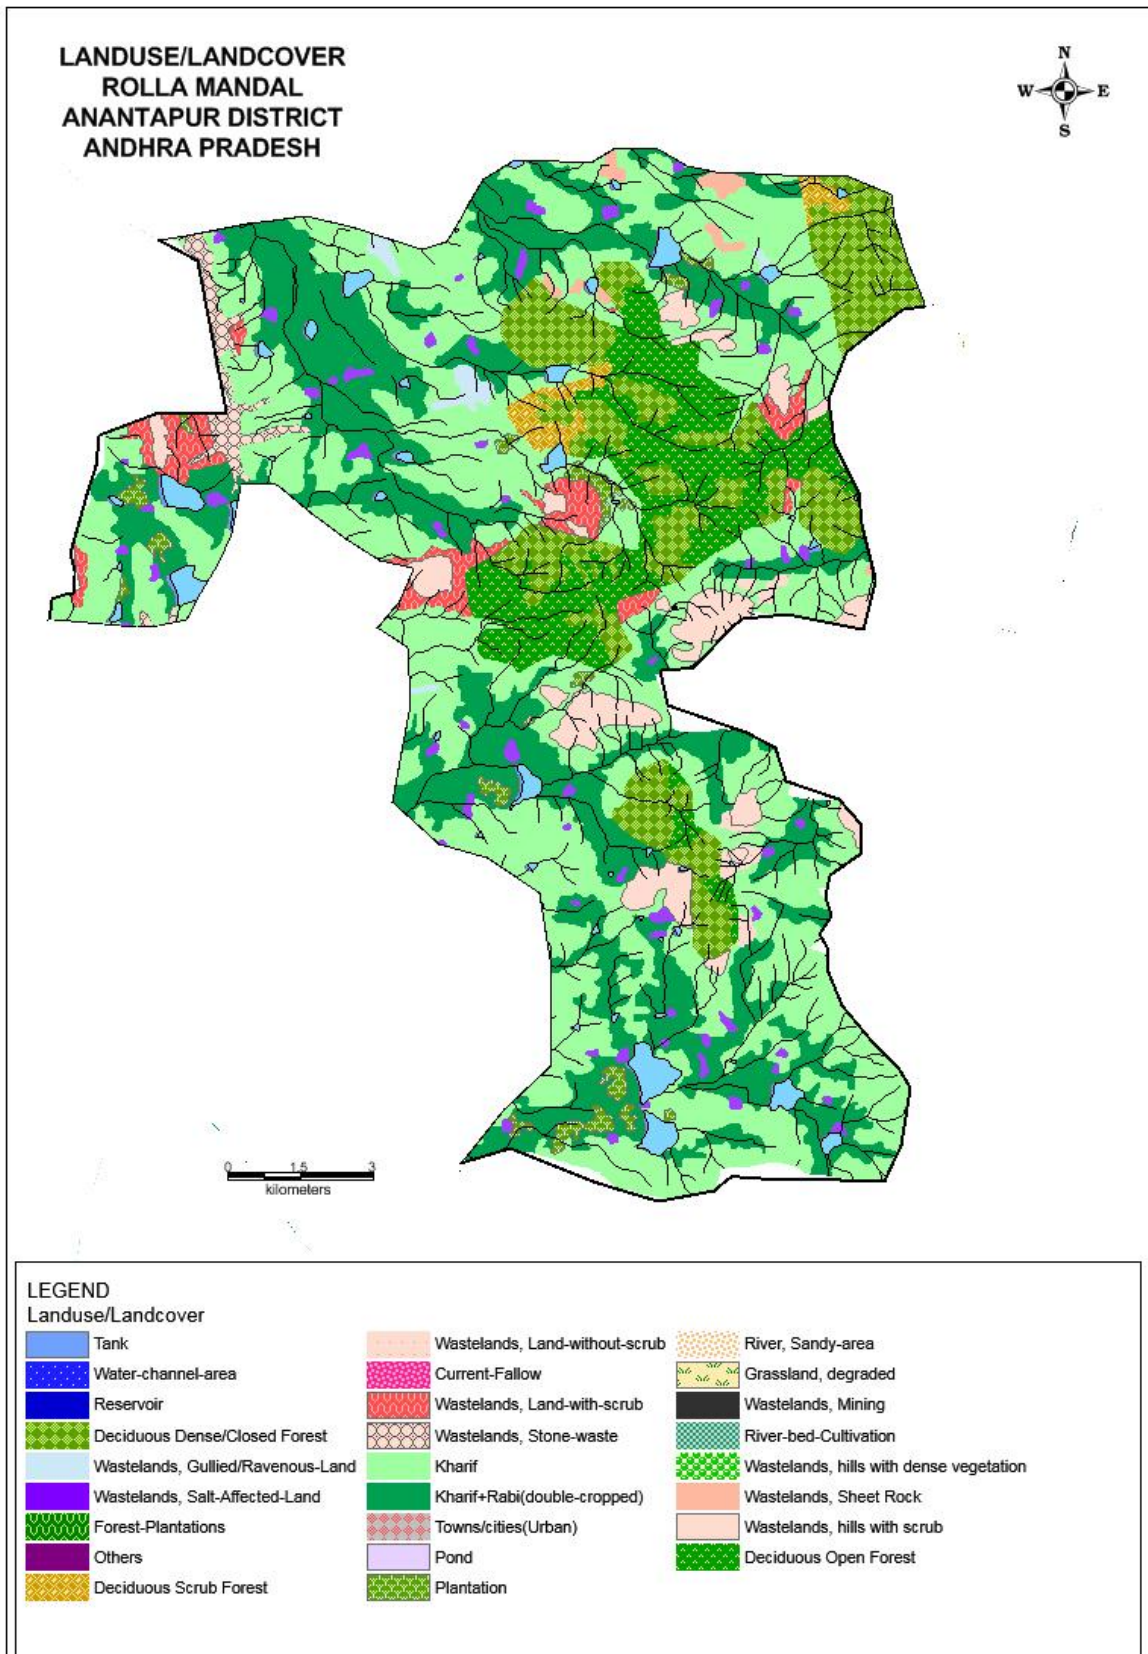 LANDUSE/LANDCOVER
ROLLA MANDAL
ANANTAPUR DISTRICT
ANDHRA PRADESH
N
W E
S
0 1.5 3
kilometers
LEGEND
Landuse/Landcover
Tank
Water-channel-area
Reservoir
Deciduous Dense/Closed Forest
Wastelands, Gullied/Ravenous-Land
Wastelands, Salt-Affected-Land
Forest-Plantations
Others
Deciduous Scrub Forest
Wastelands, Land-without-scrub
Current-Fallow
Wastelands, Land-with-scrub
Wastelands, Stone-waste
Kharif
Kharif+Rabi(double-cropped)
Towns/cities(Urban)
Pond
Plantation
River, Sandy-area
Grassland, degraded
Wastelands, Mining
River-bed-Cultivation
Wastelands, hills with dense vegetation
Wastelands, Sheet Rock
Wastelands, hills with scrub
Deciduous Open Forest